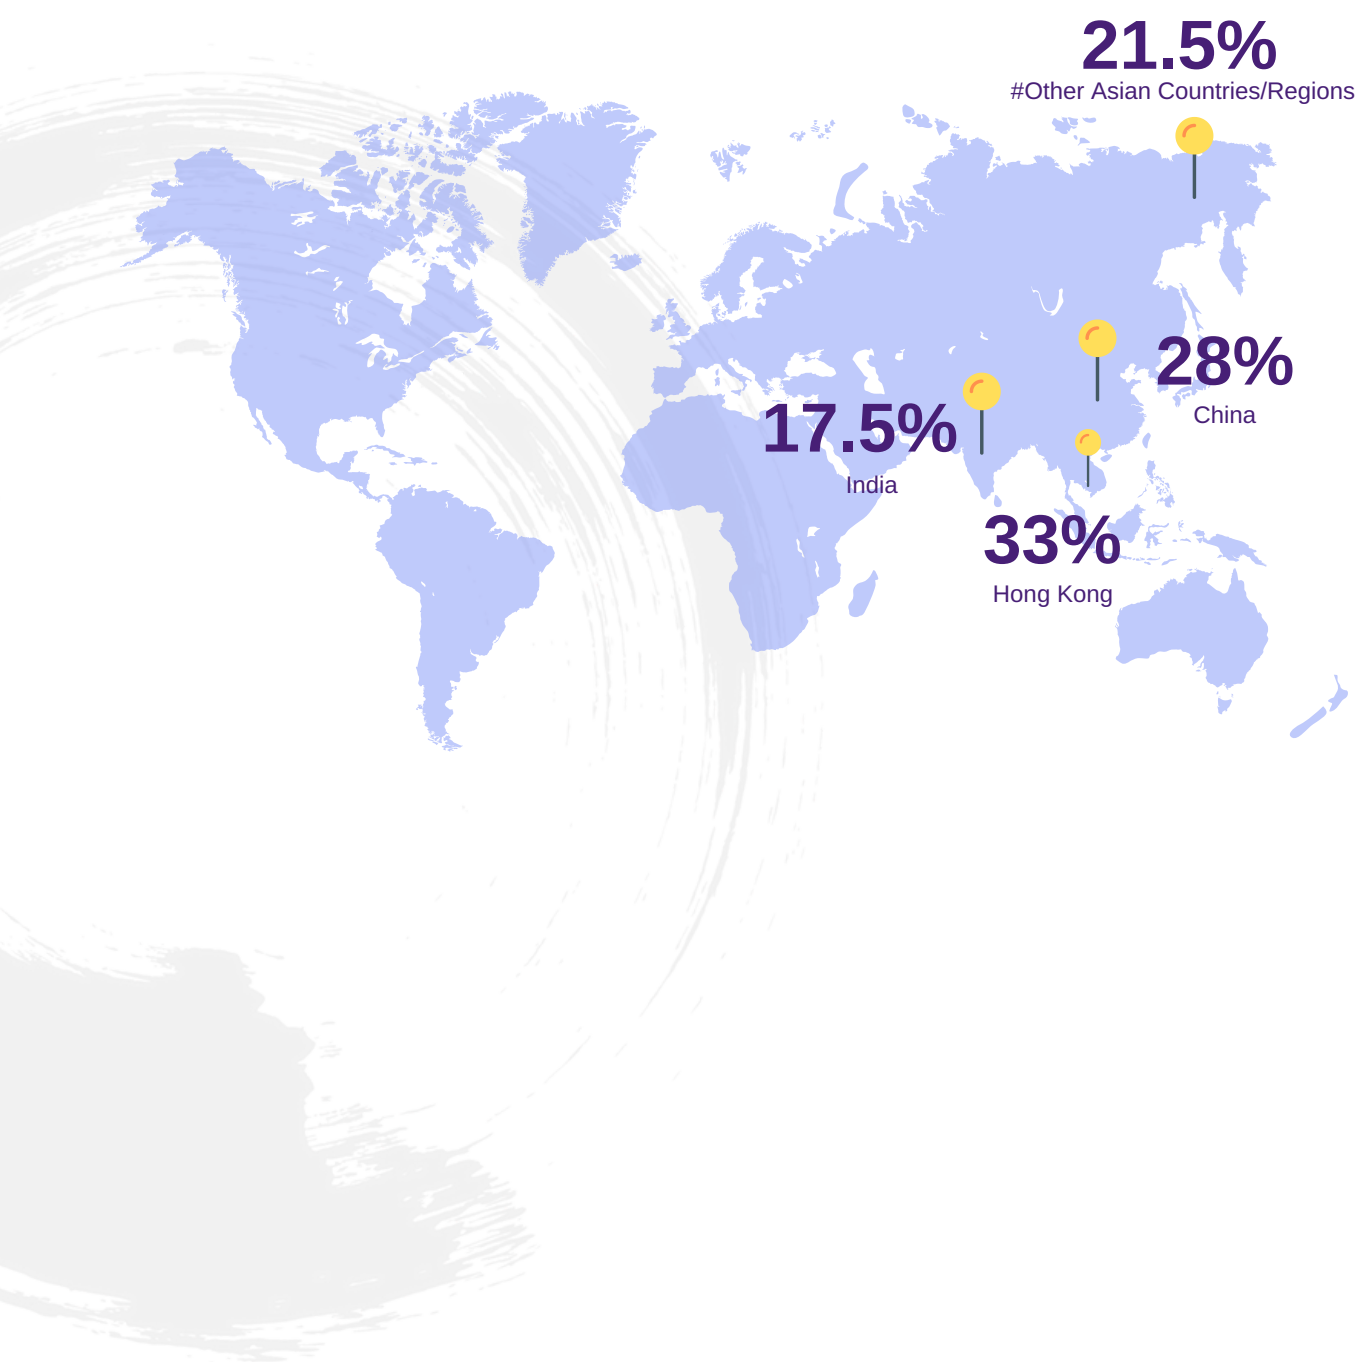 21.5%
#Other Asian Countries/Regions
28%
China
17.5%
India
33%
Hong Kong